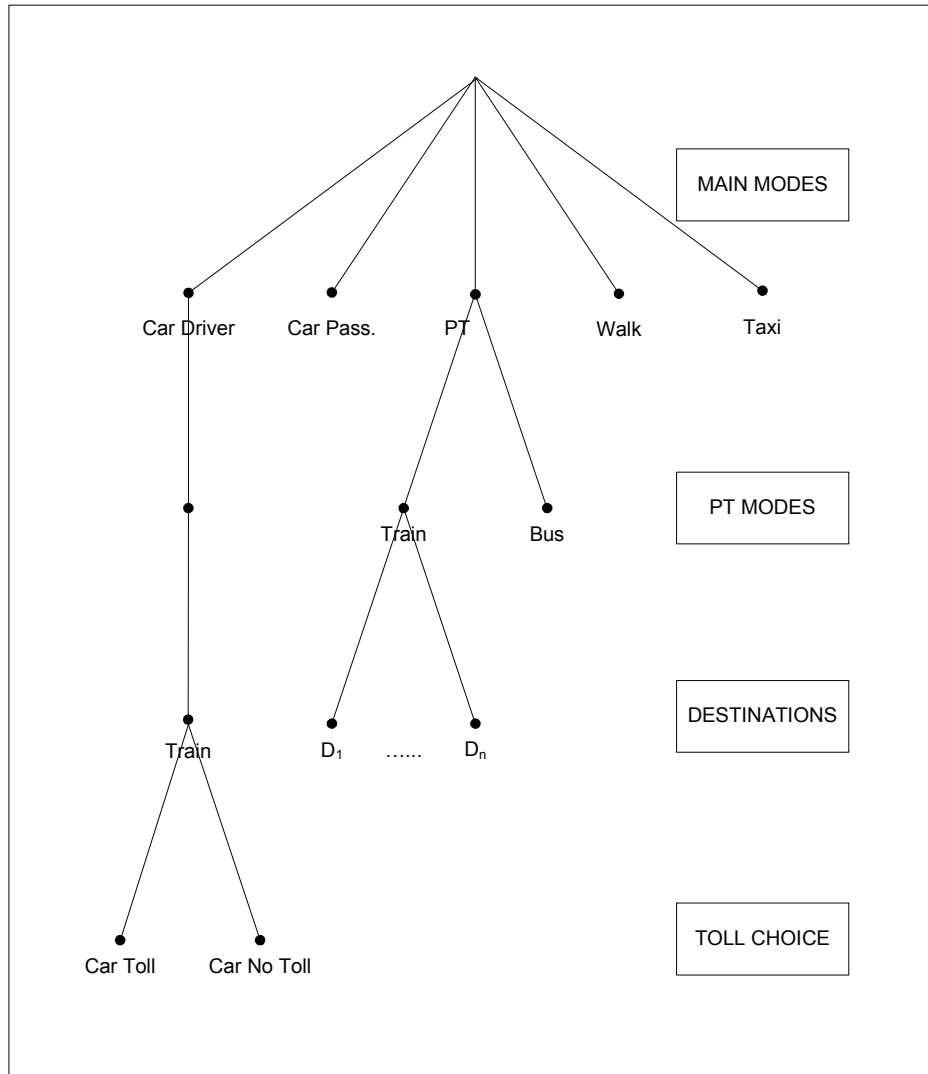 MAIN MODES
Car Driver
Car Pass.
PT
Walk
Taxi
PT MODES
Train
Bus
DESTINATIONS
Train
D₁
……
Dₙ
TOLL CHOICE
Car Toll
Car No Toll